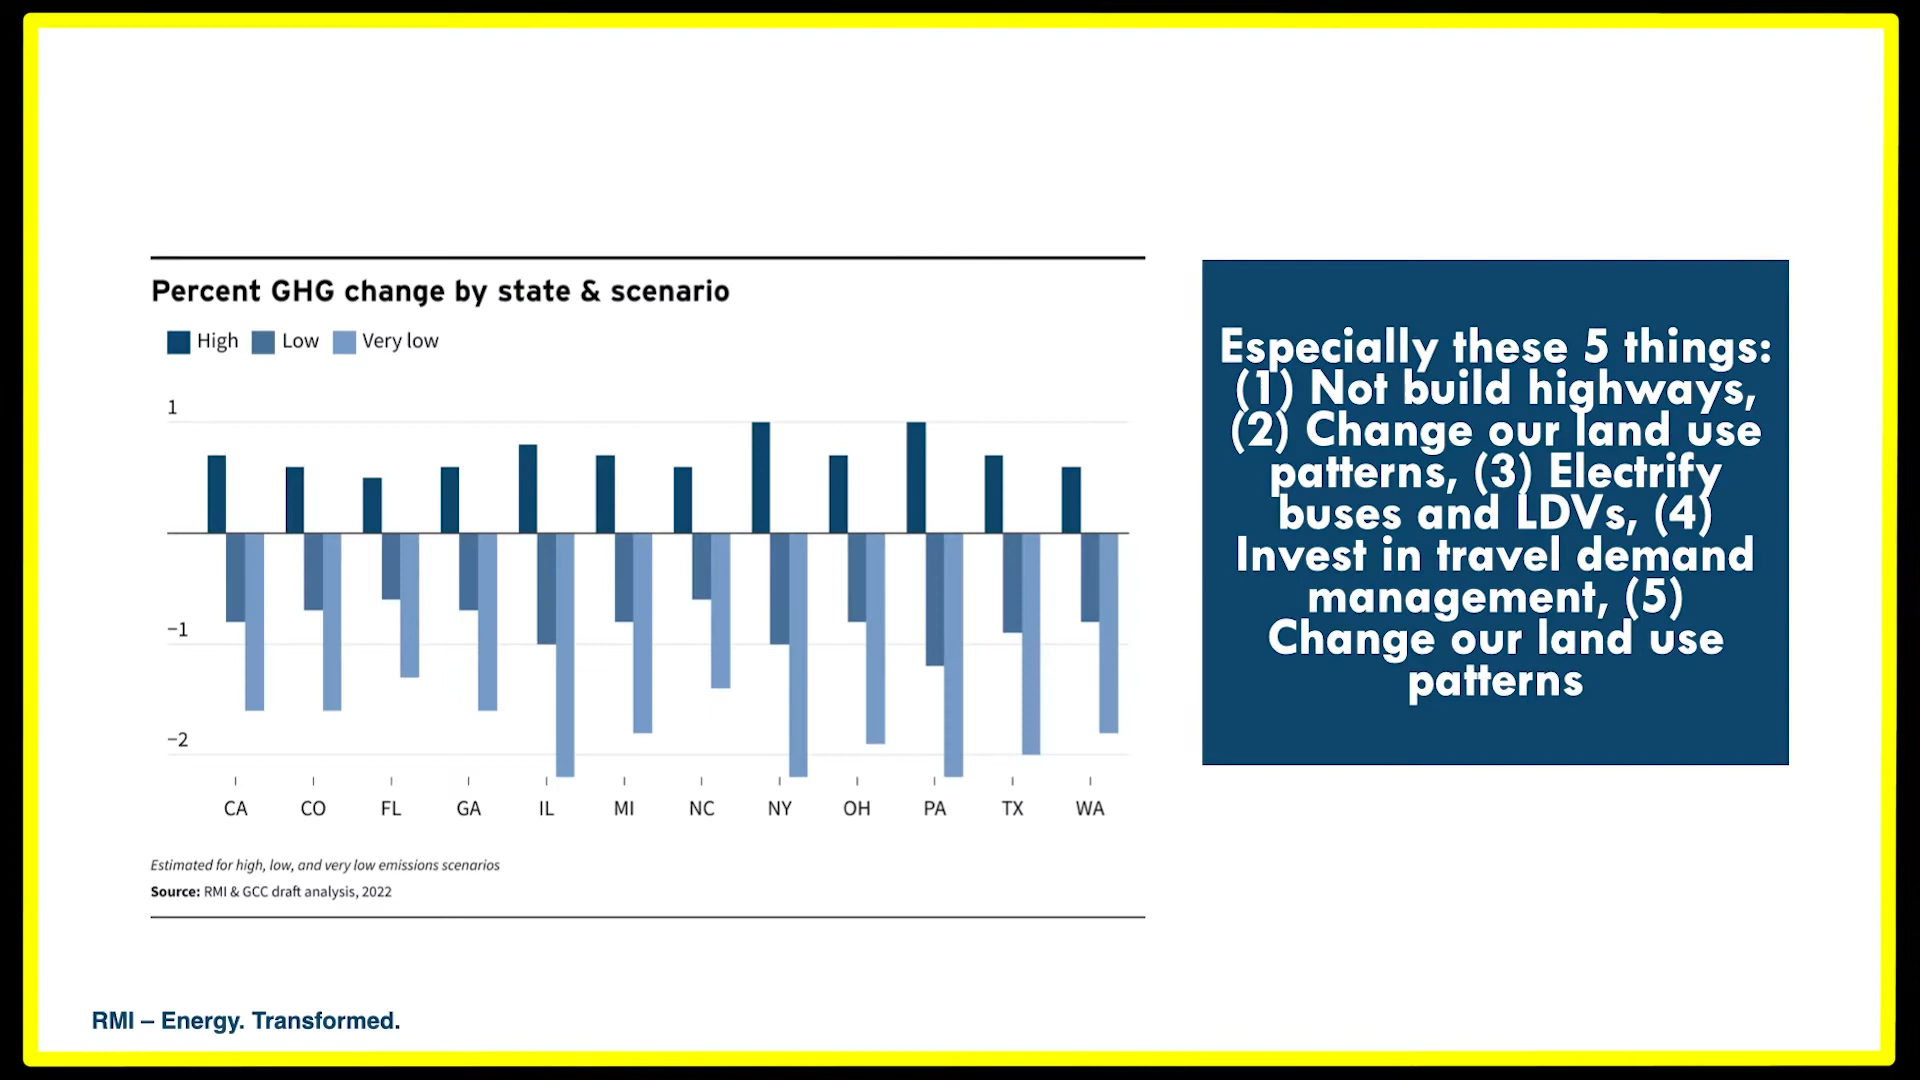 Percent GHG change by state & scenario
High Low Very low
1
−1
−2
CA CO FL GA IL MI NC NY OH PA TX WA
Estimated for high, low, and very low emissions scenarios
Source: RMI & GCC draft analysis, 2022
Especially these 5 things:
(1) Not build highways,
(2) Change our land use
patterns, (3) Electrify
buses and LDVs, (4)
Invest in travel demand
management, (5)
Change our land use
patterns
RMI – Energy. Transformed.